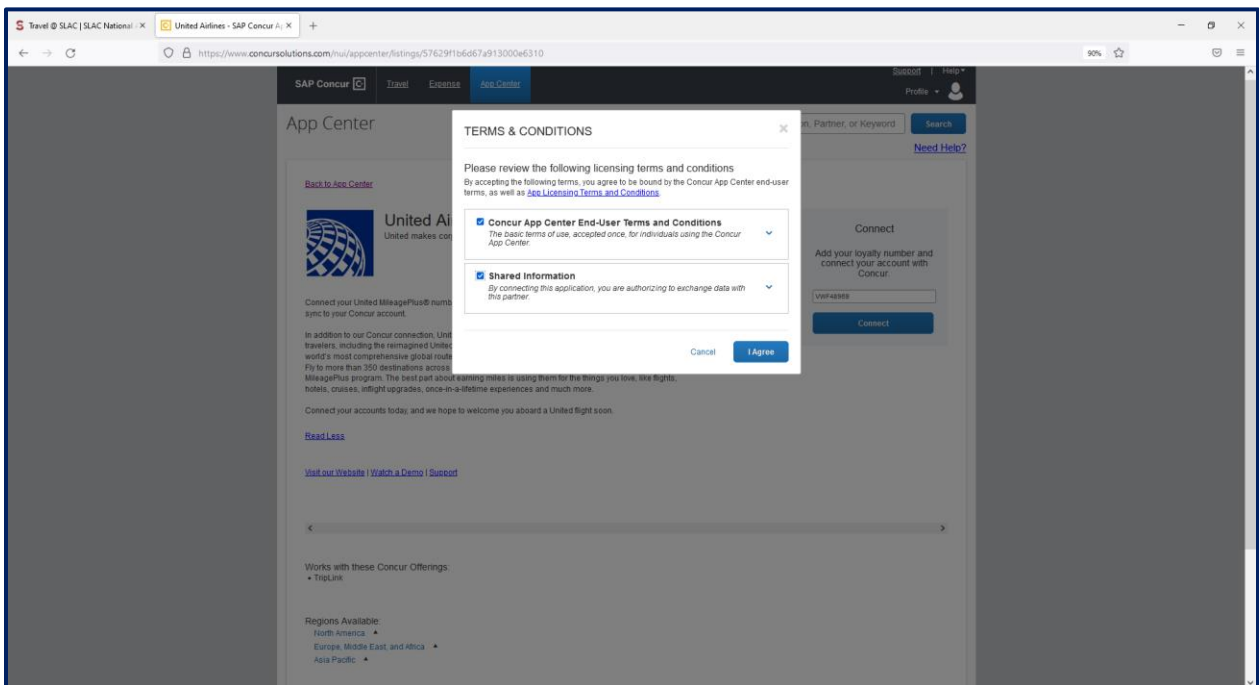 Travel @ SLAC | SLAC National
United Airlines - SAP Concur Ap
https://www.concursolutions.com/nui/appcenter/listings/57629f1b6d67a913000e6310
90%
Support | Help
SAP Concur C Travel Expense App Center
Profile
App Center
on, Partner, or Keyword Search
Need Help?
Back to App Center
United Ai
United makes
Connect
Add your loyalty number and
connect your account with
Concur.
Connect
TERMS & CONDITIONS
Please review the following licensing terms and conditions
By accepting the following terms, you agree to be bound by the Concur App Center end-user
terms, as well as App Licensing Terms and Conditions.
Concur App Center End-User Terms and Conditions
The basic terms of use, accepted once, for individuals using the Concur
App Center.
Shared Information
By connecting this application, you are authorizing to exchange data with
this partner.
Cancel I Agree
Connect your United MileagePlus® numb
sync to your Concur account.
In addition to our Concur connection, Unit
travelers, including the reimagined United
world's most comprehensive global route
Fly to more than 350 destinations across
MileagePlus program. The best part about earning miles is using them for the things you love, like flights,
hotels, cruises, inflight upgrades, once-in-a-lifetime experiences and much more.
Connect your accounts today, and we hope to welcome you aboard a United flight soon.
Read Less
Visit our Website | Watch a Demo | Support
Works with these Concur Offerings:
• TripLink
Regions Available:
North America
Europe, Middle East, and Africa
Asia Pacific